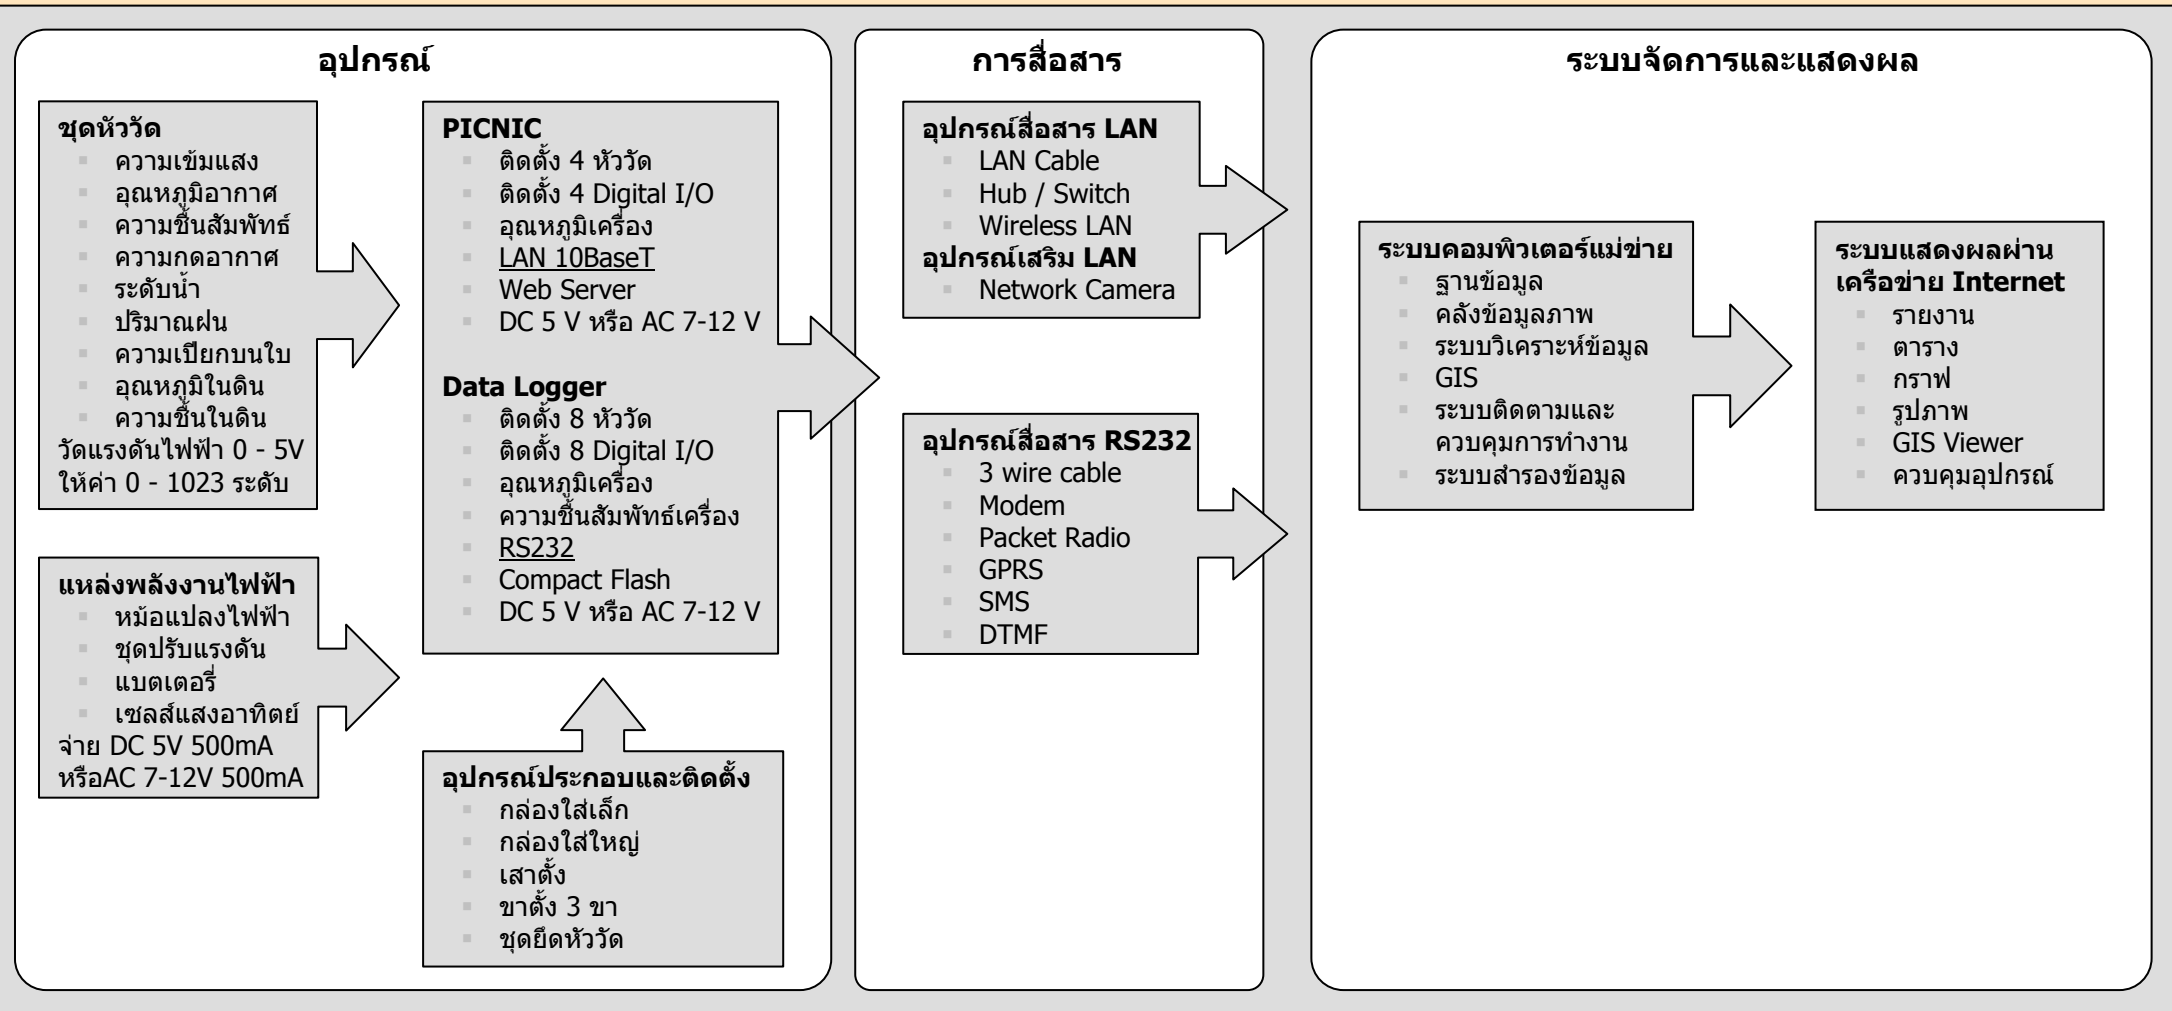 อุปกรณ์
ชุดหัววัด
ความเข้มแสง
อุณหภูมิอากาศ
ความชื้นสัมพัทธ์
ความกดอากาศ
ระดับน้ำ
ปริมาณฝน
ความเปียกบนใบ
อุณหภูมิในดิน
ความชื้นในดิน
วัดแรงดันไฟฟ้า 0 - 5V
ให้ค่า 0 - 1023 ระดับ
แหล่งพลังงานไฟฟ้า
หม้อแปลงไฟฟ้า
ชุดปรับแรงดัน
แบตเตอรี่
เซลส์แสงอาทิตย์
จ่าย DC 5V 500mA
หรือAC 7-12V 500mA
PICNIC
ติดตั้ง 4 หัววัด
ติดตั้ง 4 Digital I/O
อุณหภูมิเครื่อง
LAN 10BaseT
Web Server
DC 5 V หรือ AC 7-12 V
Data Logger
ติดตั้ง 8 หัววัด
ติดตั้ง 8 Digital I/O
อุณหภูมิเครื่อง
ความชื้นสัมพัทธ์เครื่อง
RS232
Compact Flash
DC 5 V หรือ AC 7-12 V
อุปกรณ์ประกอบและติดตั้ง
กล่องใส่เล็ก
กล่องใส่ใหญ่
เสาตั้ง
ขาตั้ง 3 ขา
ชุดยึดหัววัด
การสื่อสาร
อุปกรณ์สื่อสาร LAN
LAN Cable
Hub / Switch
Wireless LAN
อุปกรณ์เสริม LAN
Network Camera
อุปกรณ์สื่อสาร RS232
3 wire cable
Modem
Packet Radio
GPRS
SMS
DTMF
ระบบจัดการและแสดงผล
ระบบคอมพิวเตอร์แม่ข่าย
ฐานข้อมูล
คลังข้อมูลภาพ
ระบบวิเคราะห์ข้อมูล
GIS
ระบบติดตามและ
ควบคุมการทำงาน
ระบบสำรองข้อมูล
ระบบแสดงผลผ่าน
เครือข่าย Internet
รายงาน
ตาราง
กราฟ
รูปภาพ
GIS Viewer
ควบคุมอุปกรณ์